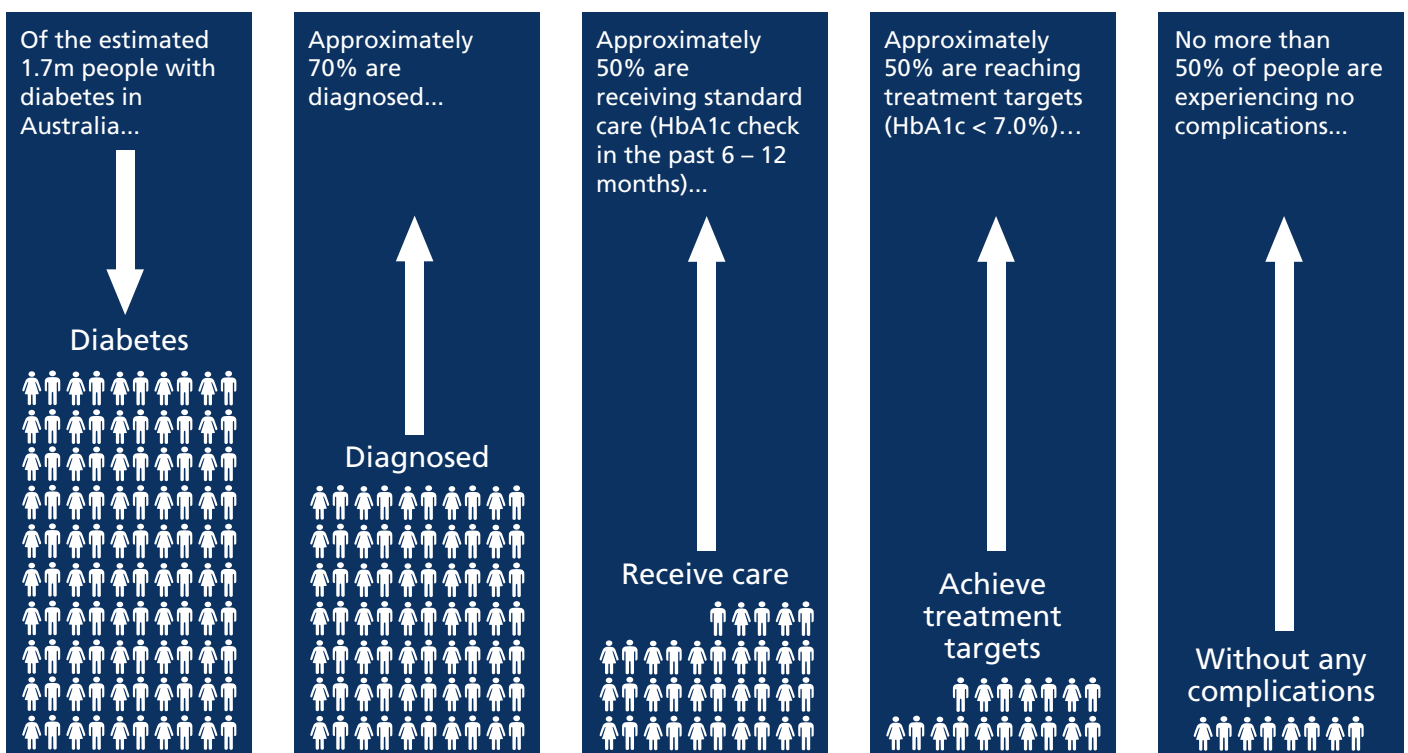 Of the estimated
1.7m people with
diabetes in
Australia...
Diabetes
Approximately
70% are
diagnosed...
Diagnosed
Approximately
50% are
receiving standard
care (HbA1c check
in the past 6 – 12
months)...
Receive care
Approximately
50% are reaching
treatment targets
(HbA1c < 7.0%)...
Achieve
treatment
targets
No more than
50% of people are
experiencing no
complications...
Without any
complications